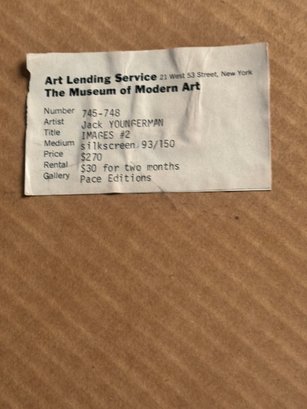 Art Lending Service 21 West 53 Street, New York
The Museum of Modern Art
Number 745-748
Artist Jack YOUNGERMAN
Title IMAGES #2
Medium silkscreen 93/150
Price $270
Rental $30 for two months
Gallery Pace Editions